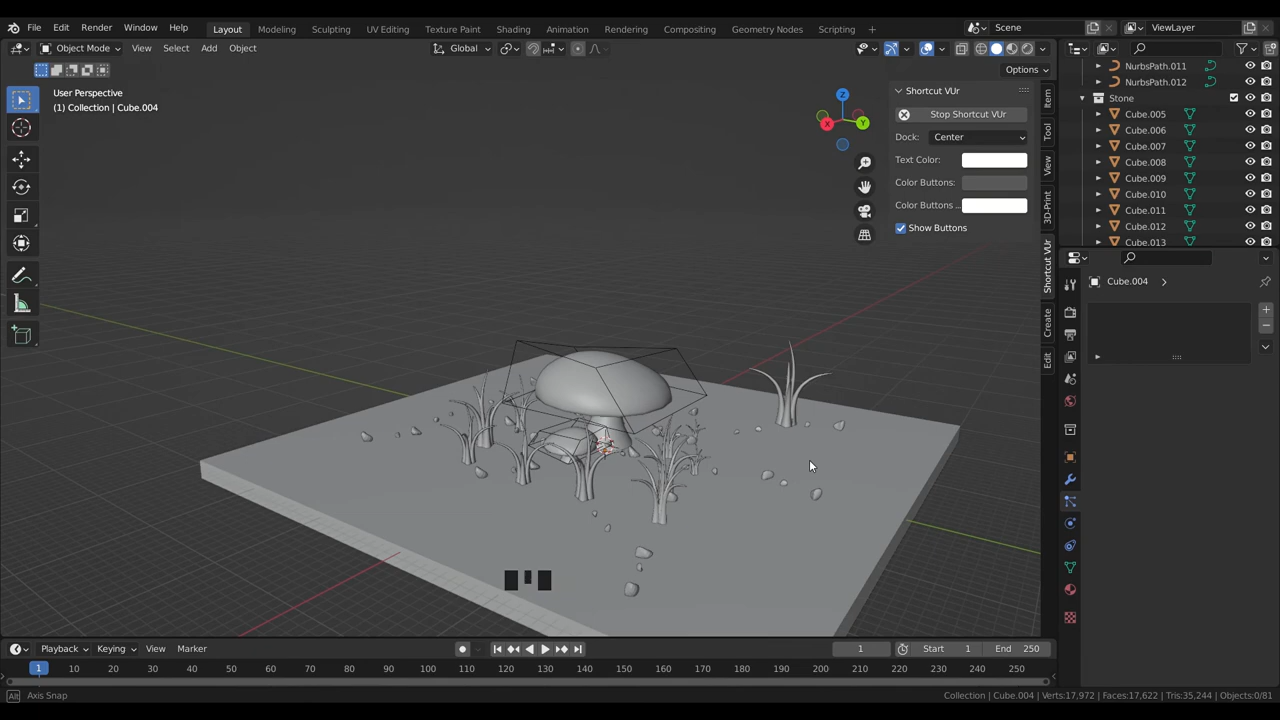 File Edit Render Window Help Layout Modeling Sculpting UV Editing Texture Paint Shading Animation Rendering Compositing Geometry Nodes Scripting Scene ViewLayer
Object Mode View Select Add Object Global
Options
User Perspective
(1) Collection | Cube.004
Z
X
Y
Shortcut VUr
Stop Shortcut VUr
Dock: Center
Text Color:
Color Buttons:
Color Buttons ..
Show Buttons
Item
Tool
View
3D-Print
Shortcut VUr
Create
Edit
NurbsPath.011
NurbsPath.012
Stone
Cube.005
Cube.006
Cube.007
Cube.008
Cube.009
Cube.010
Cube.011
Cube.012
Cube.013
Cube.004
Playback Keying View Marker 1 Start 1 End 250
1 10 20 30 40 50 60 70 80 90 100 110 120 130 140 150 160 170 180 190 200 210 220 230 240 250
Alt Axis Snap Collection | Cube.004 | Verts:17,972 | Faces:17,622 | Tris:35,244 | Objects:0/81